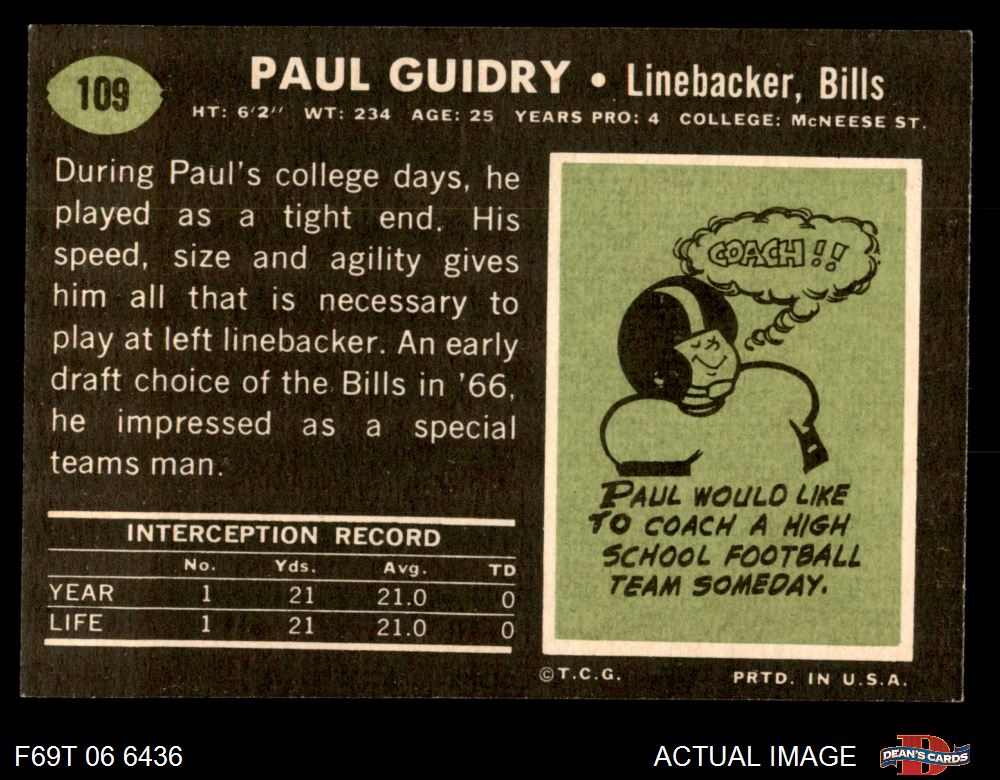 109
PAUL GUIDRY • Linebacker, Bills
HT: 6'2" WT: 234 AGE: 25 YEARS PRO: 4 COLLEGE: McNEESE ST.
During Paul's college days, he
played as a tight end. His
speed, size and agility gives
him all that is necessary to
play at left linebacker. An early
draft choice of the Bills in '66,
he impressed as a special
teams man.
INTERCEPTION RECORD
No. Yds. Avg. TD
YEAR 1 21 21.0 0
LIFE 1 21 21.0 0
COACH!!
PAUL WOULD LIKE
TO COACH A HIGH
SCHOOL FOOTBALL
TEAM SOMEDAY.
©T.C.G. PRTD. IN U.S.A.
F69T 06 6436
ACTUAL IMAGE
DEAN'S CARDS